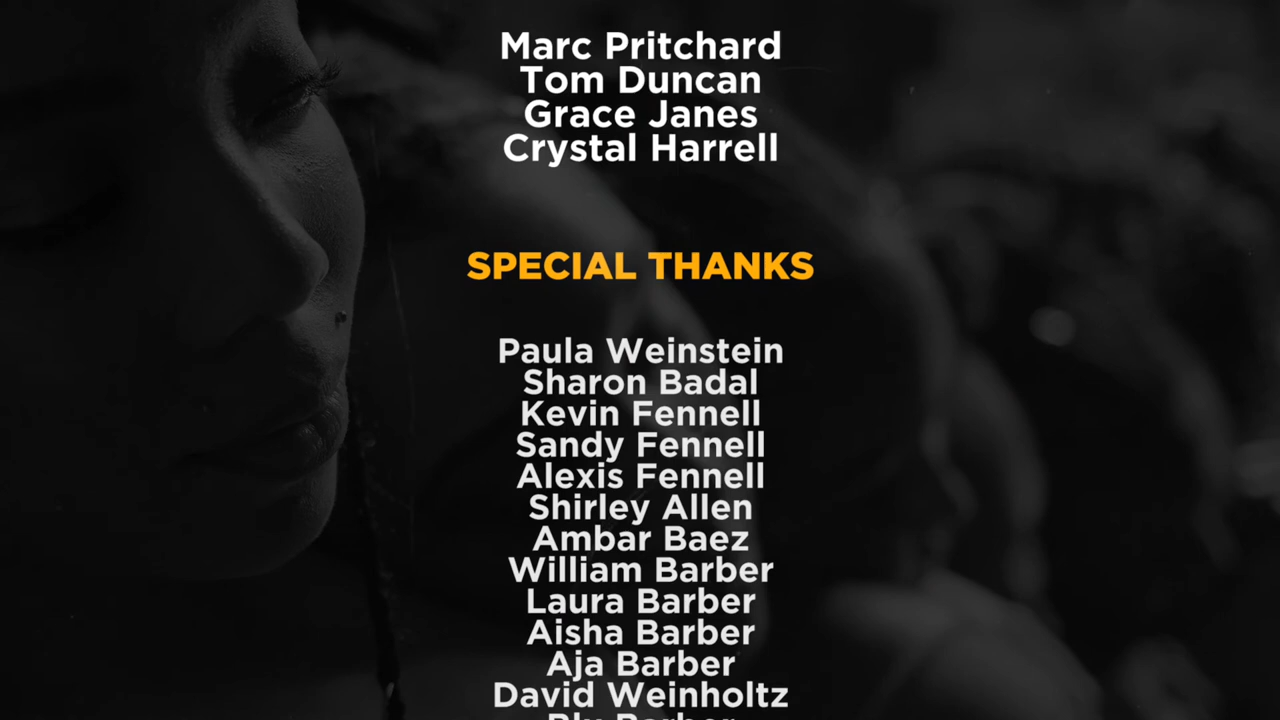 Marc Pritchard
Tom Duncan
Grace Janes
Crystal Harrell
SPECIAL THANKS
Paula Weinstein
Sharon Badal
Kevin Fennell
Sandy Fennell
Alexis Fennell
Shirley Allen
Ambar Baez
William Barber
Laura Barber
Aisha Barber
Aja Barber
David Weinholtz